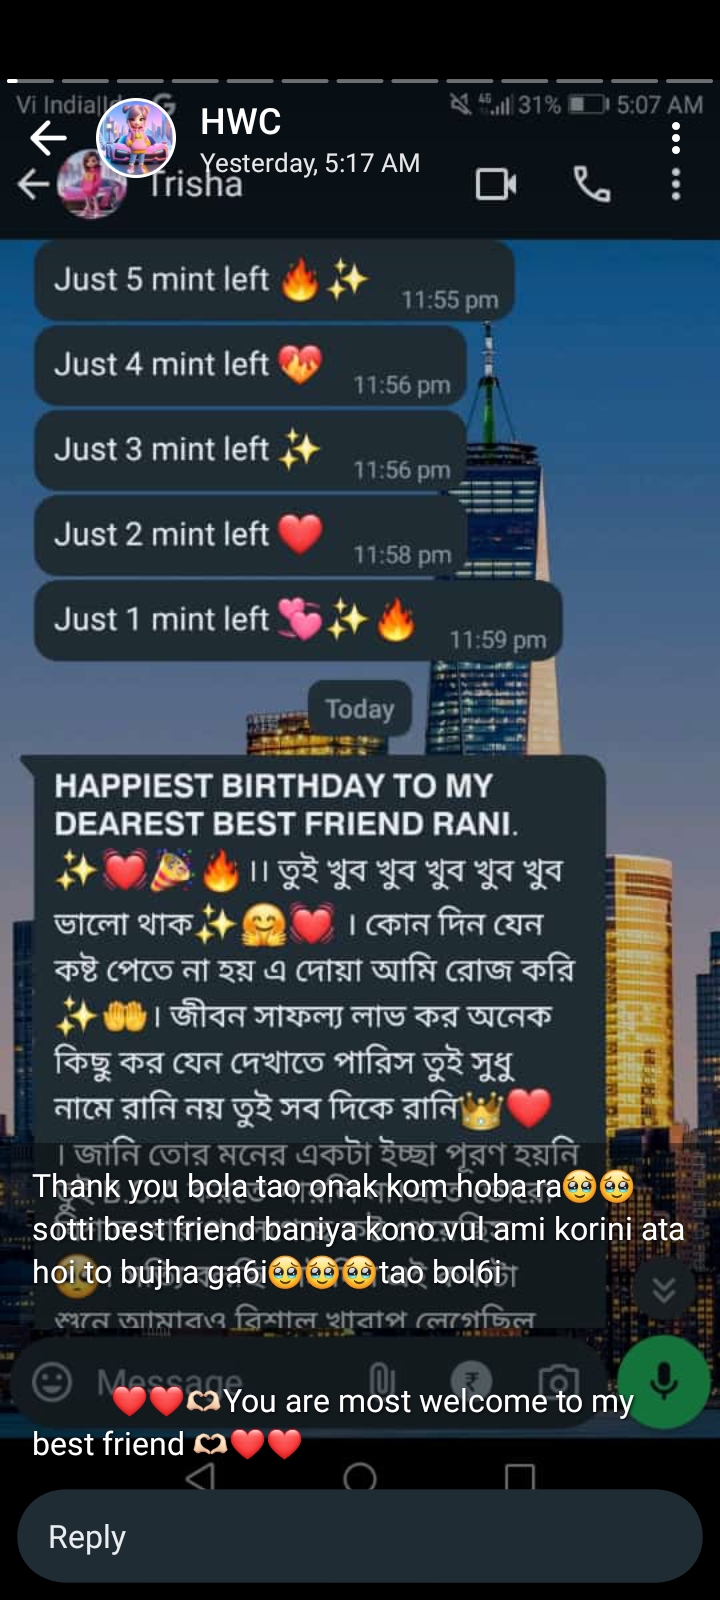 Vi India
31% 5:07 AM
HWC
Yesterday, 5:17 AM
Trisha
Just 5 mint left 🔥✨
11:55 pm
Just 4 mint left ❤️‍🔥
11:56 pm
Just 3 mint left ✨
11:56 pm
Just 2 mint left ❤️
11:58 pm
Just 1 mint left 💞✨🔥
11:59 pm
Today
HAPPIEST BIRTHDAY TO MY
DEAREST BEST FRIEND RANI.
✨💓🎉🔥।। তুই খুব খুব খুব খুব খুব
ভালো থাক✨🤗💓 । কোন দিন যেন
কষ্ট পেতে না হয় এ দোয়া আমি রোজ করি
✨🤲। জীবন সাফল্য লাভ কর অনেক
কিছু কর যেন দেখাতে পারিস তুই সুধু
নামে রানি নয় তুই সব দিকে রানি👑❤️
। জানি তোর মনের একটা ইচ্ছা পূরণ হয়নি
Thank you bola tao onak kom hoba ra🥹🥹
sotti best friend baniya kono vul ami korini ata
hoi to bujha ga6i🥹🥹🥹tao bol6i
শুনে আমারও বিশাল খারাপ লেগেছিল
Message
❤️❤️🫶🏻You are most welcome to my
best friend 🫶🏻❤️❤️
Reply